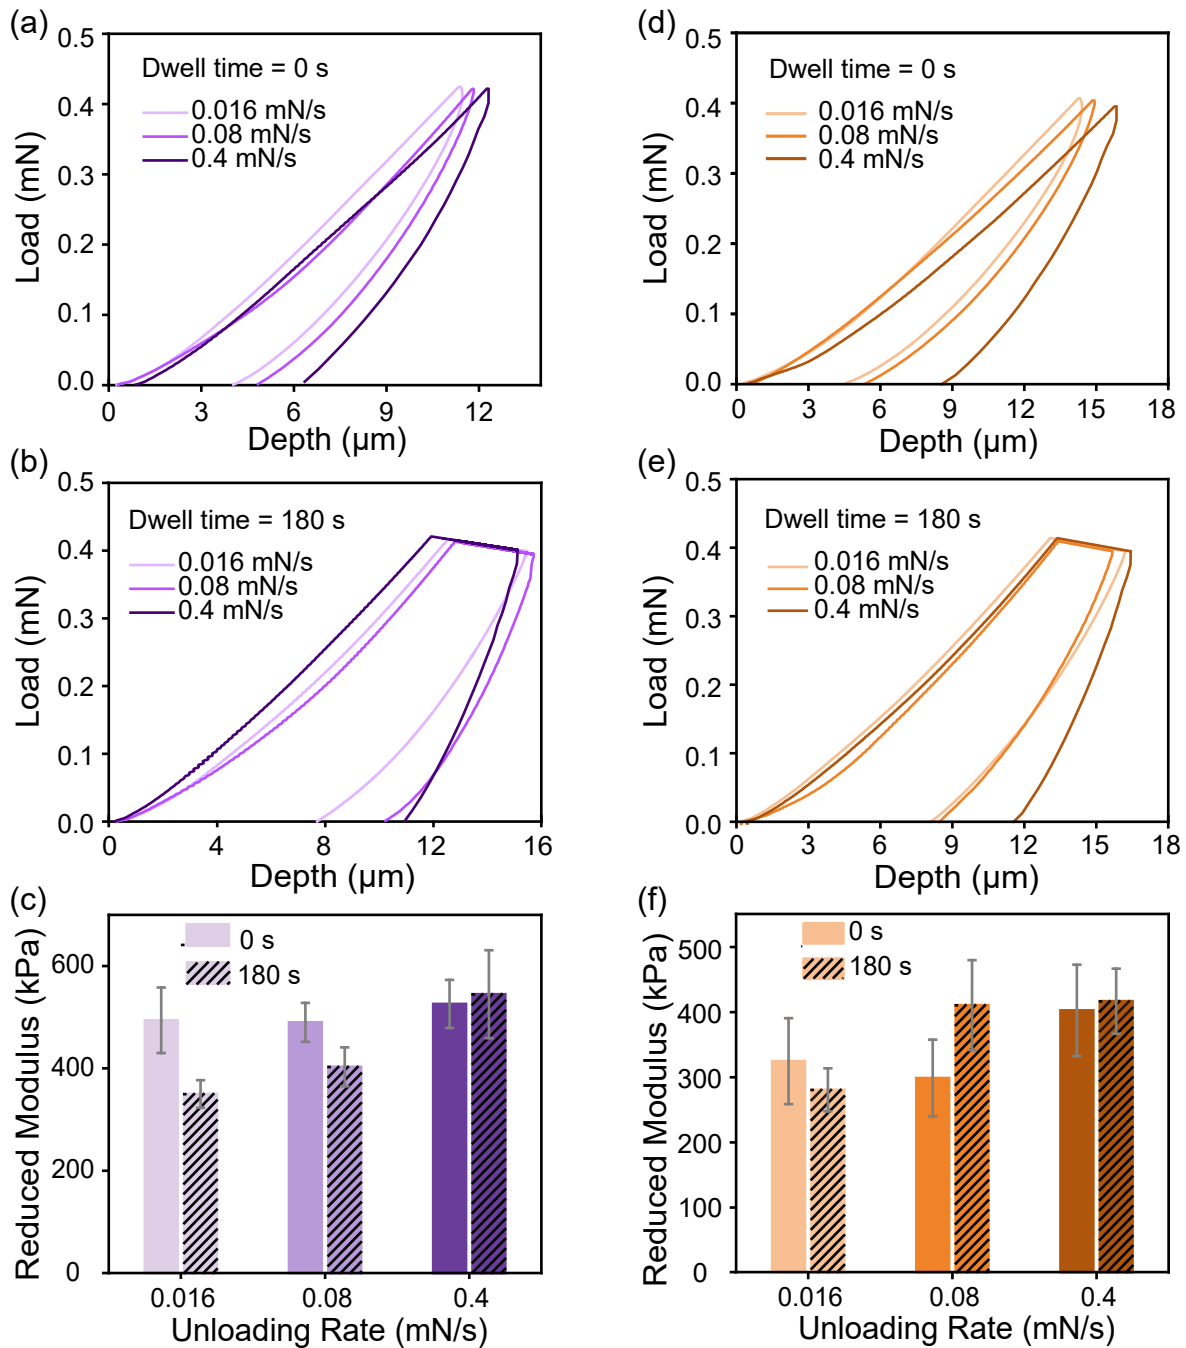 (a)
0.5
0.4
0.3
0.2
0.1
0.0
Load (mN)
Dwell time = 0 s
0.016 mN/s
0.08 mN/s
0.4 mN/s
0 3 6 9 12
Depth (μm)
(d)
0.5
0.4
0.3
0.2
0.1
0.0
Load (mN)
Dwell time = 0 s
0.016 mN/s
0.08 mN/s
0.4 mN/s
0 3 6 9 12 15 18
Depth (μm)
(b)
0.5
0.4
0.3
0.2
0.1
0.0
Load (mN)
Dwell time = 180 s
0.016 mN/s
0.08 mN/s
0.4 mN/s
0 4 8 12 16
Depth (μm)
(e)
0.5
0.4
0.3
0.2
0.1
0.0
Load (mN)
Dwell time = 180 s
0.016 mN/s
0.08 mN/s
0.4 mN/s
0 3 6 9 12 15 18
Depth (μm)
(c)
600
400
200
0
Reduced Modulus (kPa)
0 s
180 s
0.016 0.08 0.4
Unloading Rate (mN/s)
(f)
500
400
300
200
100
0
Reduced Modulus (kPa)
0 s
180 s
0.016 0.08 0.4
Unloading Rate (mN/s)